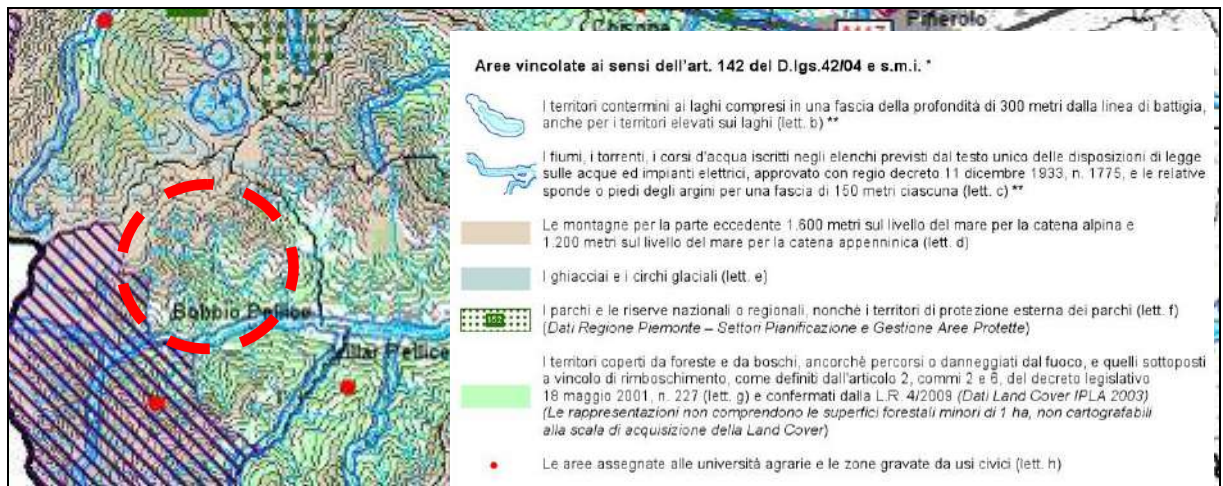 Pinerolo
Aree vincolate ai sensi dell'art. 142 del D.lgs.42/04 e s.m.i. *
I territori contermini ai laghi compresi in una fascia della profondità di 300 metri dalla linea di battigia,
anche per i territori elevati sui laghi (lett. b) **
I fiumi, i torrenti, i corsi d'acqua iscritti negli elenchi previsti dal testo unico delle disposizioni di legge
sulle acque ed impianti elettrici, approvato con regio decreto 11 dicembre 1933, n. 1775, e le relative
sponde o piedi degli argini per una fascia di 150 metri ciascuna (lett. c) **
Le montagne per la parte eccedente 1.600 metri sul livello del mare per la catena alpina e
1.200 metri sul livello del mare per la catena appenninica (lett. d)
I ghiacciai e i circhi glaciali (lett. e)
152
I parchi e le riserve nazionali o regionali, nonchè i territori di protezione esterna dei parchi (lett. f)
(Dati Regione Piemonte – Settori Pianificazione e Gestione Aree Protette)
I territori coperti da foreste e da boschi, ancorchè percorsi o danneggiati dal fuoco, e quelli sottoposti
a vincolo di rimboschimento, come definiti dall'articolo 2, commi 2 e 6, del decreto legislativo
18 maggio 2001, n. 227 (lett. g) e confermati dalla L.R. 4/2009 (Dati Land Cover IPLA 2003)
(Le rappresentazioni non comprendono le superfici forestali minori di 1 ha, non cartografabili
alla scala di acquisizione della Land Cover)
Le aree assegnate alle università agrarie e le zone gravate da usi civici (lett. h)
Bobbio Pellice
Villar Pellice